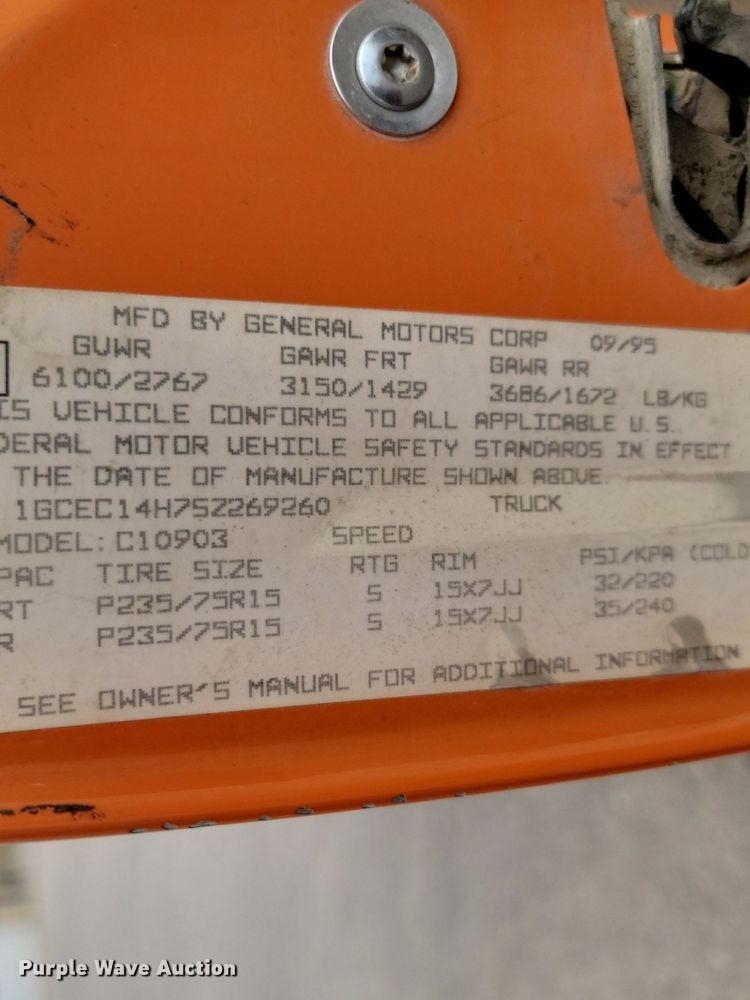 MFD BY GENERAL MOTORS CORP 09/95
GVWR GAWR FRT GAWR RR
6100/2767 3150/1429 3686/1672 LB/KG
IS VEHICLE CONFORMS TO ALL APPLICABLE U.S.
DERAL MOTOR VEHICLE SAFETY STANDARDS IN EFFECT
THE DATE OF MANUFACTURE SHOWN ABOVE.
1GCEC14H7SZ269260 TRUCK
MODEL: C10903 SPEED
PAC TIRE SIZE RTG RIM PSI/KPA (COLD
RT P235/75R15 S 15X7JJ 32/220
R P235/75R15 S 15X7JJ 35/240
SEE OWNER'S MANUAL FOR ADDITIONAL INFORMATION
Purple Wave Auction